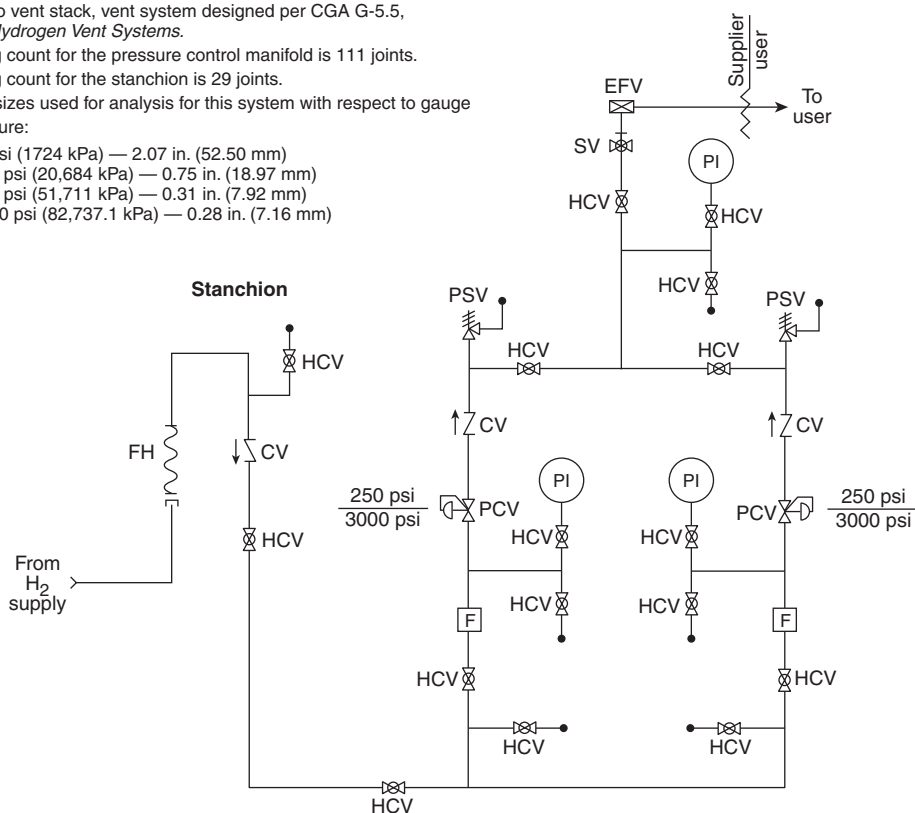 o vent stack, vent system designed per CGA G-5.5,
Hydrogen Vent Systems.
g count for the pressure control manifold is 111 joints.
g count for the stanchion is 29 joints.
sizes used for analysis for this system with respect to gauge
ure:
si (1724 kPa) — 2.07 in. (52.50 mm)
psi (20,684 kPa) — 0.75 in. (18.97 mm)
psi (51,711 kPa) — 0.31 in. (7.92 mm)
0 psi (82,737.1 kPa) — 0.28 in. (7.16 mm)
Supplier
user
EFV
To
user
SV
PI
HCV
HCV
HCV
Stanchion
PSV
PSV
HCV
HCV
HCV
FH
CV
CV
CV
PI
PI
250 psi
3000 psi
PCV
PCV
250 psi
3000 psi
HCV
HCV
HCV
From
H2
supply
HCV
HCV
F
F
HCV
HCV
HCV
HCV
HCV